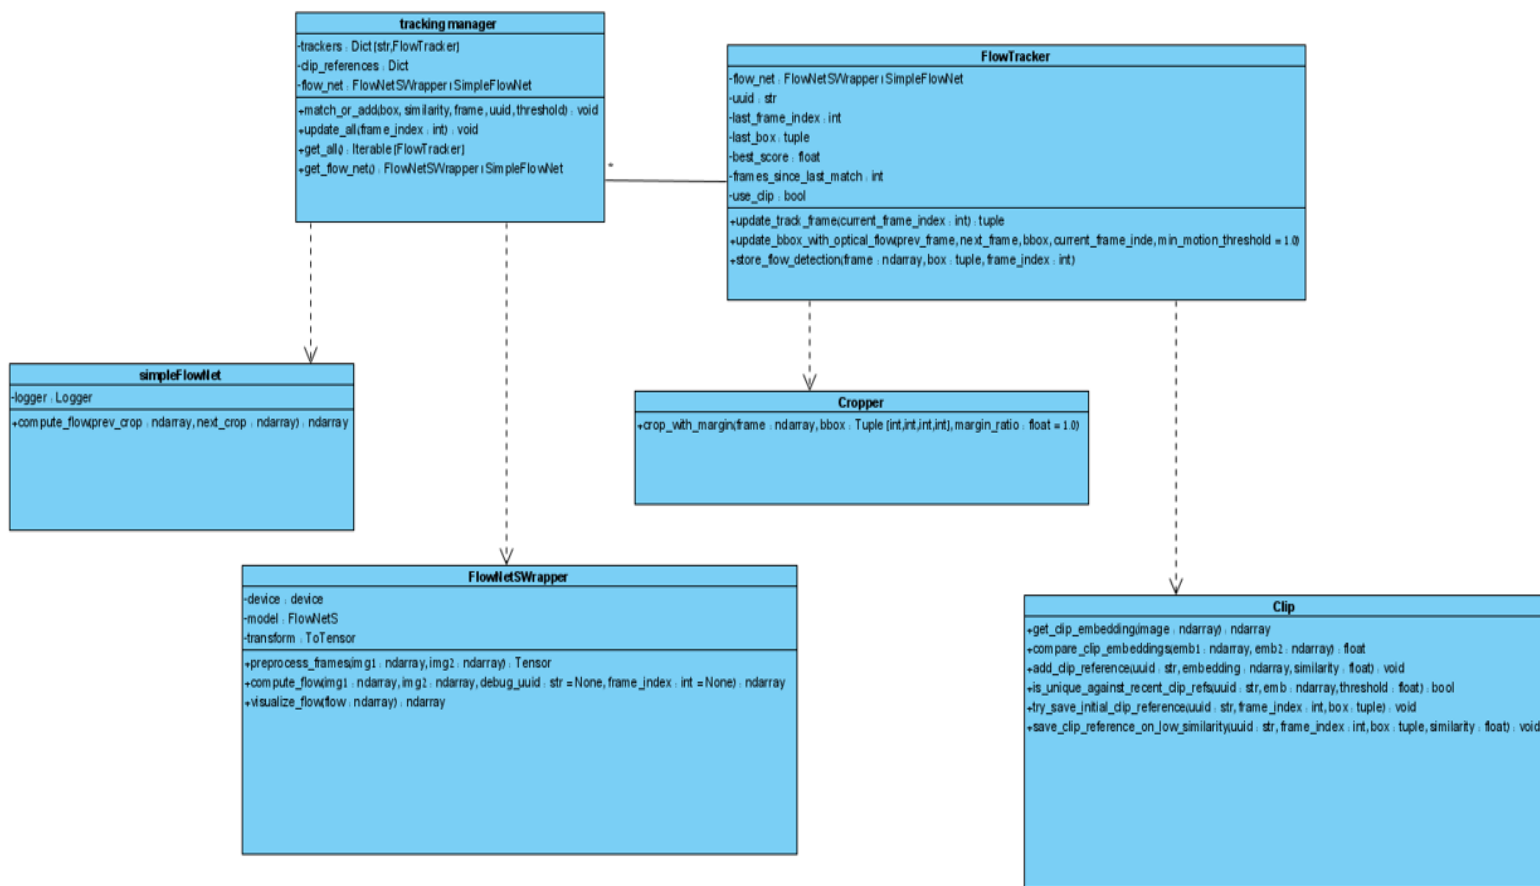 tracking manager
-trackers : Dict[str,FlowTracker]
-clip_references : Dict
-flow_net : FlowNetSWrapper | SimpleFlowNet
+match_or_add(box, similarity, frame, uuid, threshold) : void
+update_all(frame_index : int) : void
+get_all() : Iterable[FlowTracker]
+get_flow_net() : FlowNetSWrapper | SimpleFlowNet
*
FlowTracker
-flow_net : FlowNetSWrapper | SimpleFlowNet
-uuid : str
-last_frame_index : int
-last_box : tuple
-best_score : float
-frames_since_last_match : int
-use_clip : bool
+update_track_frame(current_frame_index : int) : tuple
+update_bbox_with_optical_flow(prev_frame, next_frame, bbox, current_frame_inde, min_motion_threshold = 1.0)
+store_flow_detection(frame : ndarray, box : tuple, frame_index : int)
simpleFlowNet
-logger : Logger
+compute_flow(prev_crop : ndarray, next_crop : ndarray) : ndarray
Cropper
+crop_with_margin(frame : ndarray, bbox : Tuple[int,int,int,int], margin_ratio : float = 1.0)
FlowNetSWrapper
-device : device
-model : FlowNetS
-transform : ToTensor
+preprocess_frames(img1 : ndarray, img2 : ndarray) : Tensor
+compute_flow(img1 : ndarray, img2 : ndarray, debug_uuid : str = None, frame_index : int = None) : ndarray
+visualize_flow(flow : ndarray) : ndarray
Clip
+get_clip_embedding(image : ndarray) : ndarray
+compare_clip_embeddings(emb1 : ndarray, emb2 : ndarray) : float
+add_clip_reference(uuid : str, embedding : ndarray, similarity : float) : void
+is_unique_against_recent_clip_refs(uuid : str, emb : ndarray, threshold : float) : bool
+try_save_initial_clip_reference(uuid : str, frame_index : int, box : tuple) : void
+save_clip_reference_on_low_similarity(uuid : str, frame_index : int, box : tuple, similarity : float) : void